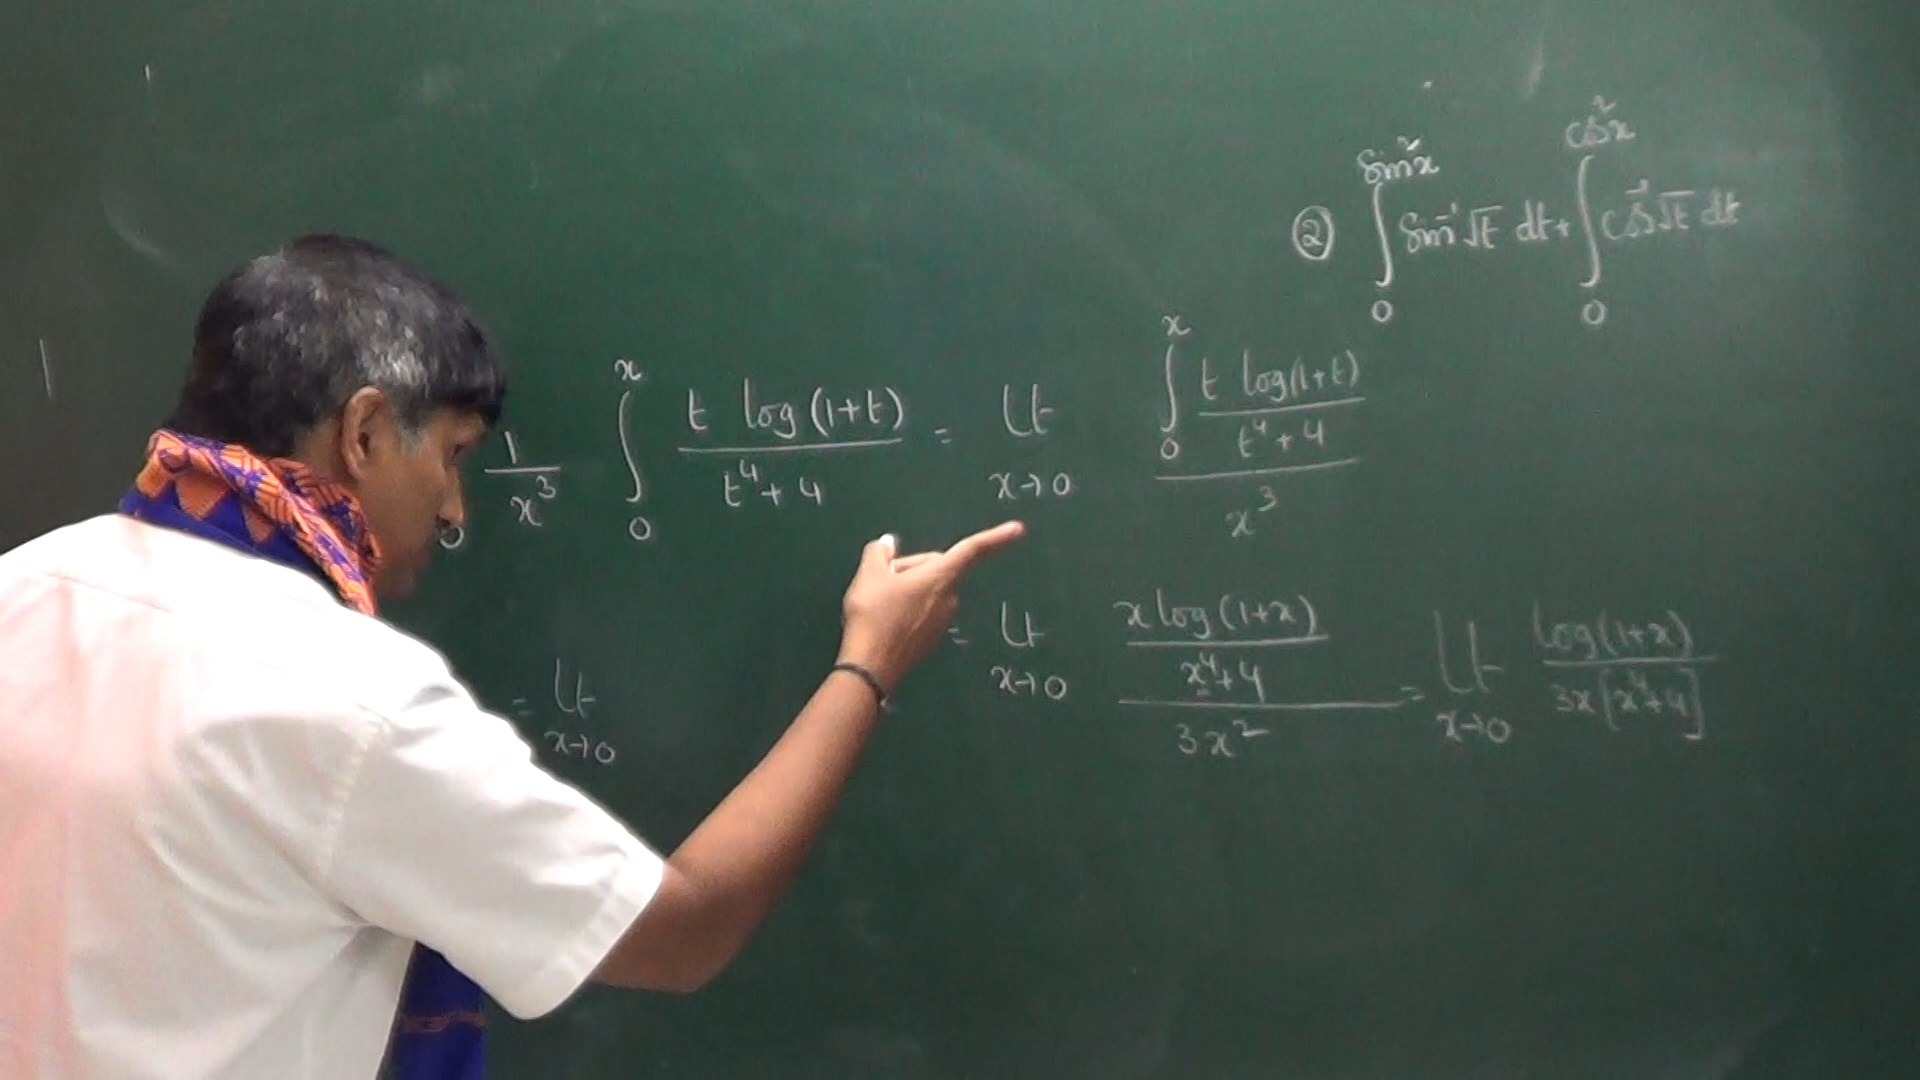 ② ∫₀^{sin²x} sin⁻¹√t dt + ∫₀^{cos²x} cos⁻¹√t dt
1/x³ ∫₀^x t log(1+t)/(t⁴+4) = Lt x→0 (∫₀^x t log(1+t)/(t⁴+4))/x³
= Lt x→0 (x log(1+x)/(x⁴+4))/3x² = Lt x→0 log(1+x)/3x[x⁴+4]
= Lt x→0